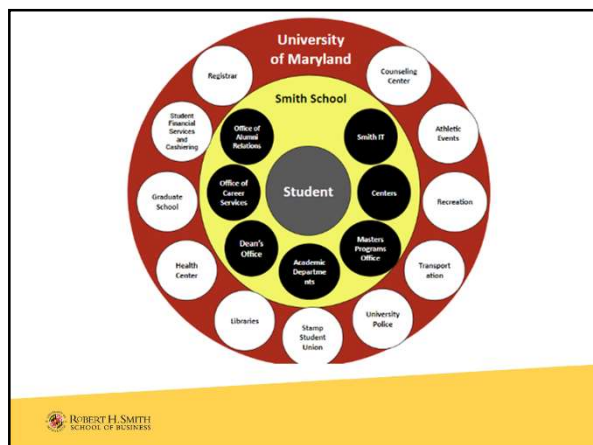 University
of Maryland
Registrar
Counseling
Center
Smith School
Student
Financial
Services
and
Cashiering
Office of
Alumni
Relations
Smith IT
Athletic
Events
Graduate
School
Office of
Career
Services
Student
Centers
Recreation
Health
Center
Dean's
Office
Academic
Departme
nts
Masters
Programs
Office
Transport
ation
Libraries
Stamp
Student
Union
University
Police
ROBERT H. SMITH
SCHOOL OF BUSINESS